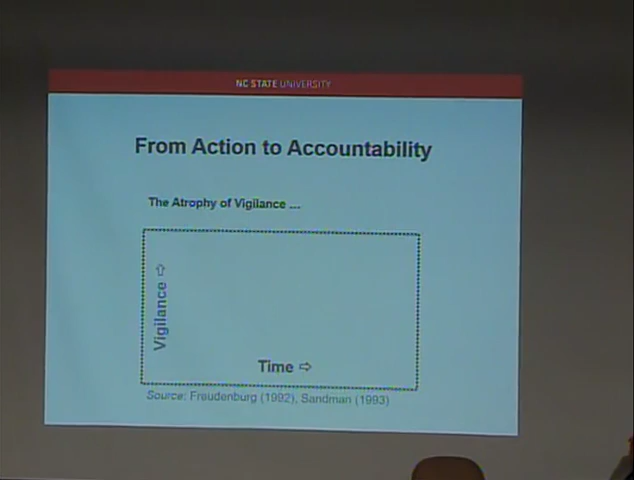 NC STATE UNIVERSITY
From Action to Accountability
The Atrophy of Vigilance ...
Vigilance ⇧
Time ⇨
Source: Freudenburg (1992), Sandman (1993)